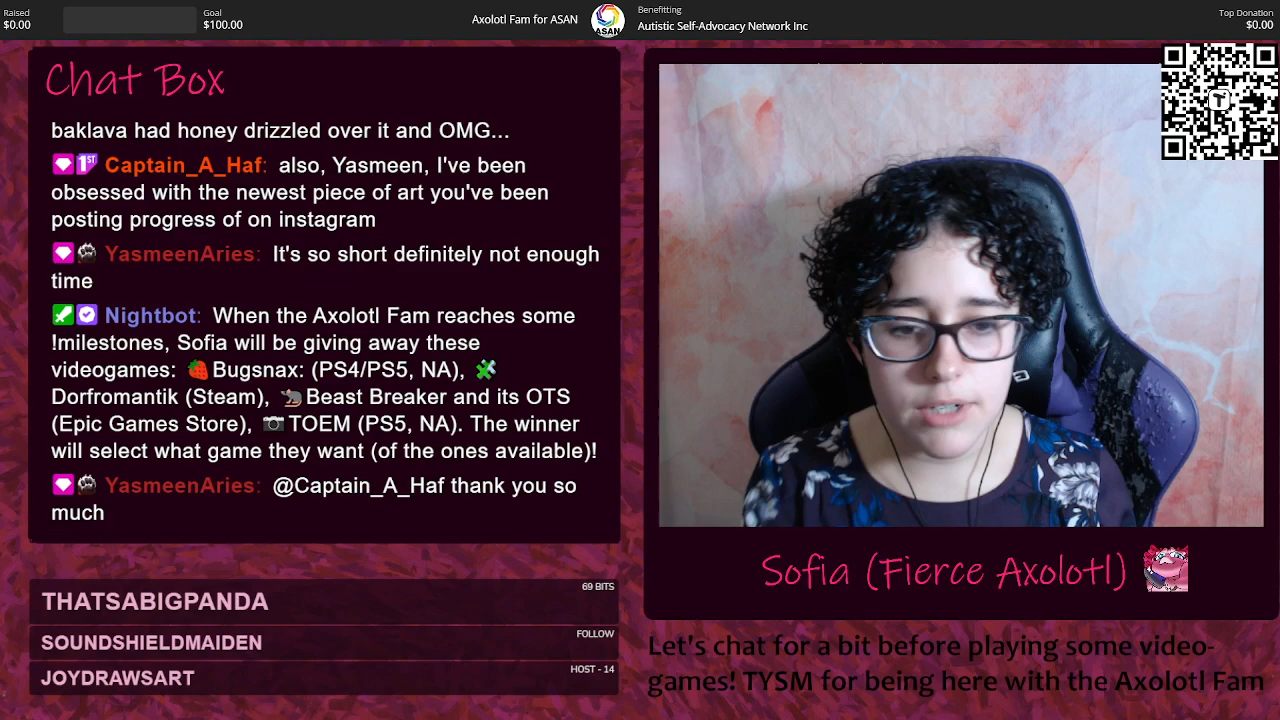 Raised
$0.00
Goal
$100.00
Axolotl Fam for ASAN
ASAN
Benefitting
Autistic Self-Advocacy Network Inc
Top Donation
$0.00
Chat Box
baklava had honey drizzled over it and OMG...
1ST Captain_A_Haf: also, Yasmeen, I've been
obsessed with the newest piece of art you've been
posting progress of on instagram
YasmeenAries: It's so short definitely not enough
time
Nightbot: When the Axolotl Fam reaches some
!milestones, Sofia will be giving away these
videogames: 🍓Bugsnax: (PS4/PS5, NA), 🧩
Dorfromantik (Steam), 🐀Beast Breaker and its OTS
(Epic Games Store), 📷TOEM (PS5, NA). The winner
will select what game they want (of the ones available)!
YasmeenAries: @Captain_A_Haf thank you so
much
THATSABIGPANDA
69 BITS
SOUNDSHIELDMAIDEN
FOLLOW
JOYDRAWSART
HOST - 14
Sofia (Fierce Axolotl)
Let's chat for a bit before playing some video-
games! TYSM for being here with the Axolotl Fam